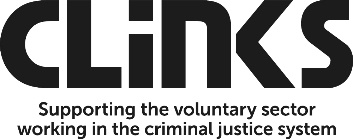 CLiNKS
Supporting the voluntary sector
working in the criminal justice system